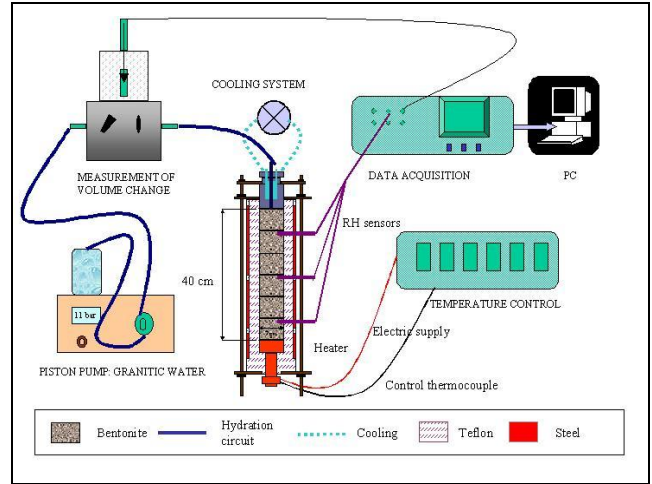 COOLING SYSTEM
MEASUREMENT OF
VOLUME CHANGE
DATA ACQUISITION
PC
RH sensors
40 cm
11 bar
TEMPERATURE CONTROL
Electric supply
Heater
PISTON PUMP: GRANITIC WATER
Control thermocouple
Bentonite
Hydration
circuit
Cooling
Teflon
Steel